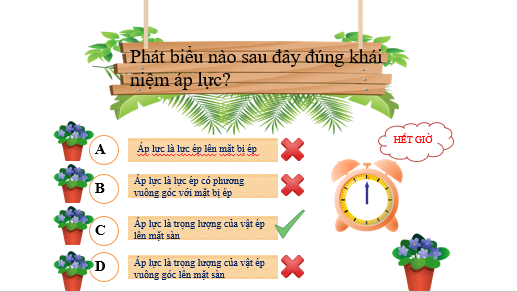 Phát biểu nào sau đây đúng khái
niệm áp lực?
HẾT GIỜ
A
Áp lực là lực ép lên mặt bị ép
B
Áp lực là lực ép có phương
vuông góc với mặt bị ép
C
Áp lực là trọng lượng của vật ép
lên mặt sàn
D
Áp lực là trọng lượng của vật ép
vuông góc lên mặt sàn